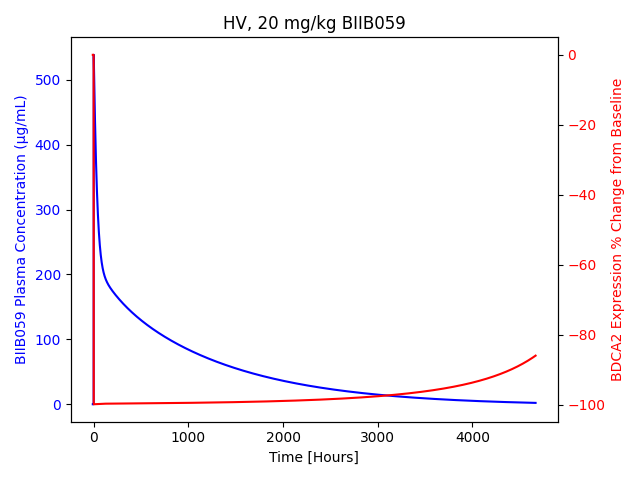 HV, 20 mg/kg BIIB059
BIIB059 Plasma Concentration (μg/mL)
500
400
300
200
100
0
0
−20
−40
−60
−80
−100
BDCA2 Expression % Change from Baseline
0 1000 2000 3000 4000
Time [Hours]